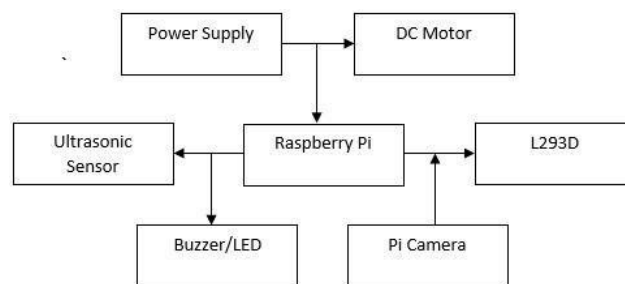 Power Supply
DC Motor
`
Ultrasonic
Sensor
Raspberry Pi
L293D
Buzzer/LED
Pi Camera